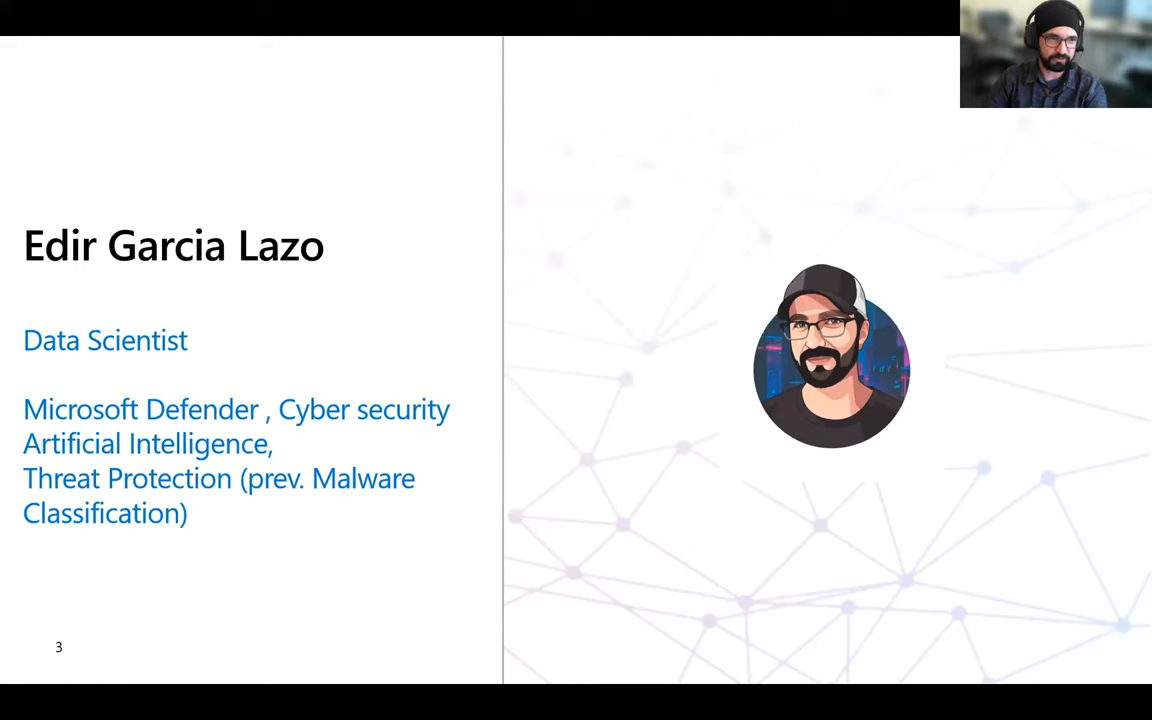 Edir Garcia Lazo
Data Scientist
Microsoft Defender , Cyber security
Artificial Intelligence,
Threat Protection (prev. Malware
Classification)
3